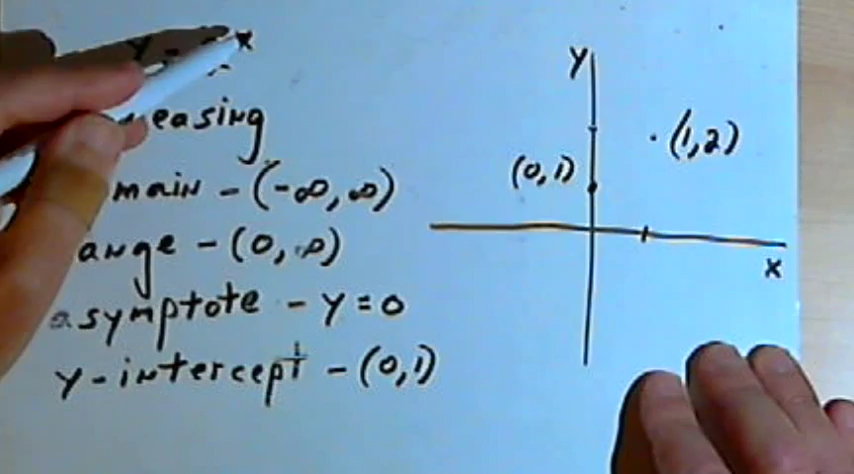 easing
main - (-∞, ∞)
ange - (0, ∞)
asymptote - y = 0
y-intercept - (0,1)
y
(1,2)
(0,1)
x